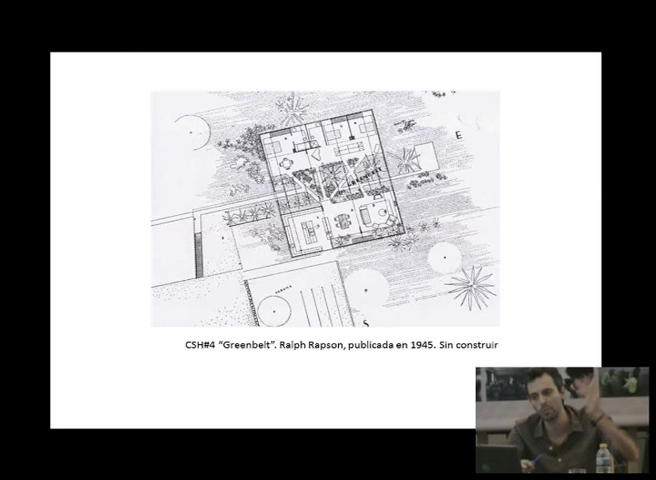 E
S
CSH#4 “Greenbelt”. Ralph Rapson, publicada en 1945. Sin construir